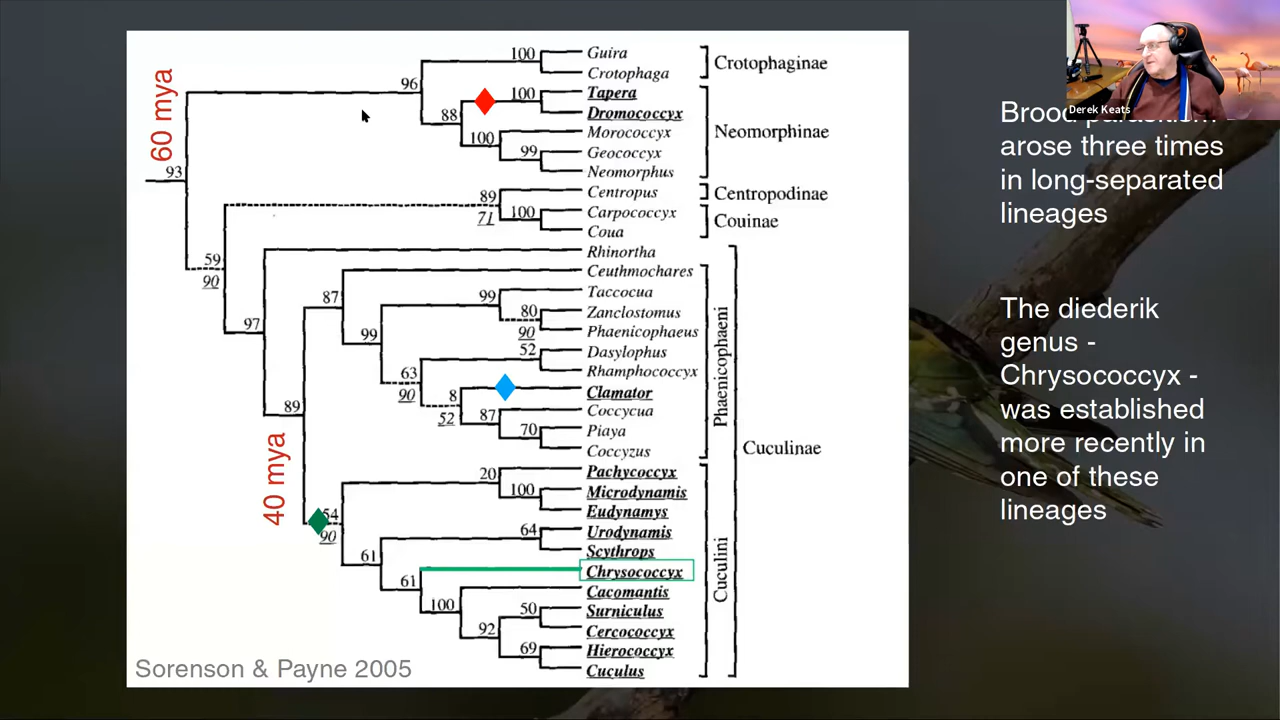 60 mya
93
96
100
Guira
Crotophaga
Crotophaginae
88
100
Tapera
Dromococcyx
100
Morococcyx
99
Geococcyx
Neomorphus
Neomorphinae
59
90
89
71
Centropus
Centropodinae
100
Carpococcyx
Coua
Couinae
97
Rhinortha
89
87
Ceuthmochares
99
99
Taccocua
80
90
Zanclostomus
Phaenicophaeus
63
90
52
Dasylophus
Rhamphococcyx
8
52
Clamator
87
Coccycua
70
Piaya
Coccyzus
Phaenicophaeni
Cuculinae
40 mya
54
90
20
Pachycoccyx
100
Microdynamis
Eudynamys
61
64
Urodynamis
Scythrops
61
Chrysococcyx
100
Cacomantis
92
50
Surniculus
Cercococcyx
69
Hierococcyx
Cuculus
Cuculini
Sorenson & Payne 2005
Derek Keats
Brood
arose three times
in long-separated
lineages
The diederik
genus -
Chrysococcyx -
was established
more recently in
one of these
lineages